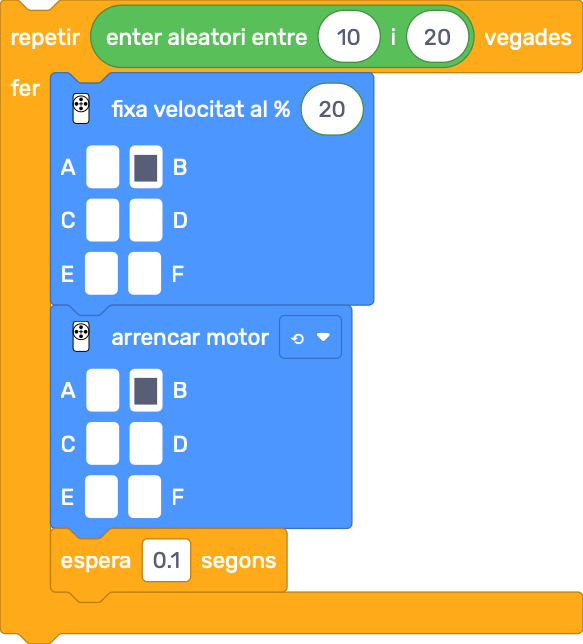 repetir enter aleatori entre 10 i 20 vegades
fer
fixa velocitat al % 20
A B
C D
E F
arrencar motor
A B
C D
E F
espera 0.1 segons